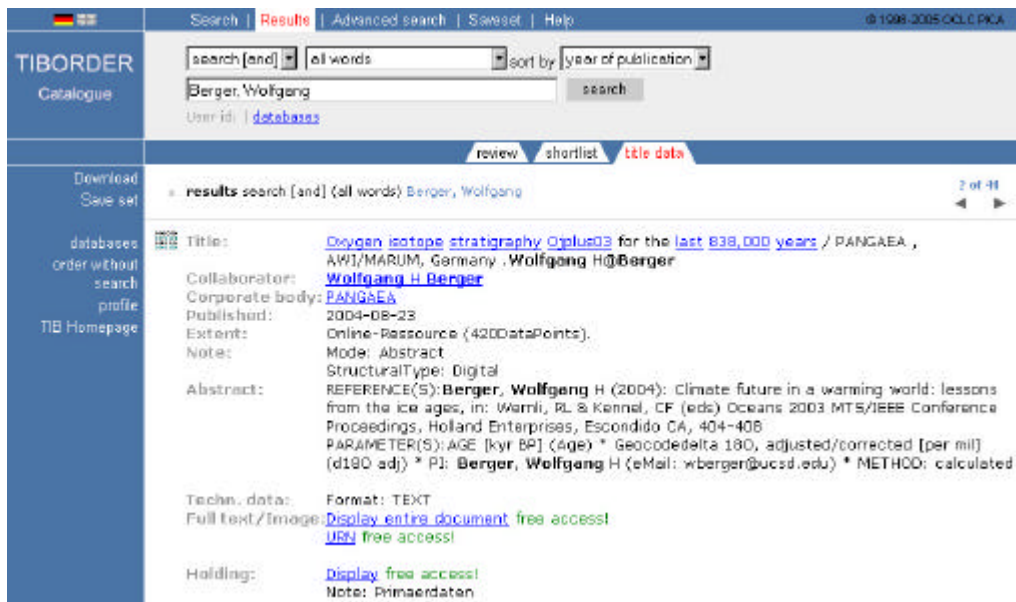 Search | Results | Advanced search | Saveset | Help © 1998-2005 OCLC PICA
TIBORDER
Catalogue
search [and] all words sort by year of publication
Berger, Wolfgang search
User id: | databases
review shortlist title data
Download
Save set
databases
order without
search
profile
TIB Homepage
results search [and] (all words) Berger, Wolfgang 2 of 41
Title: Oxygen isotope stratigraphy Ojplus03 for the last 838,000 years / PANGAEA ,
AWI/MARUM, Germany .Wolfgang H@Berger
Collaborator: Wolfgang H Berger
Corporate body: PANGAEA
Published: 2004-08-23
Extent: Online-Ressource (420DataPoints).
Note: Mode: Abstract
StructuralType: Digital
Abstract: REFERENCE(S):Berger, Wolfgang H (2004): Climate future in a warming world: lessons
from the ice ages, in: Wernli, RL & Kennel, CF (eds) Oceans 2003 MTS/IEEE Conference
Proceedings, Holland Enterprises, Escondido CA, 404-408
PARAMETER(S):AGE [kyr BP] (Age) * Geocodedelta 18O, adjusted/corrected [per mil]
(d18O adj) * PI: Berger, Wolfgang H (eMail: wberger@ucsd.edu) * METHOD: calculated
Techn. data: Format: TEXT
Full text/Image: Display entire document free access!
URN free access!
Holding: Display free access!
Note: Primaerdaten